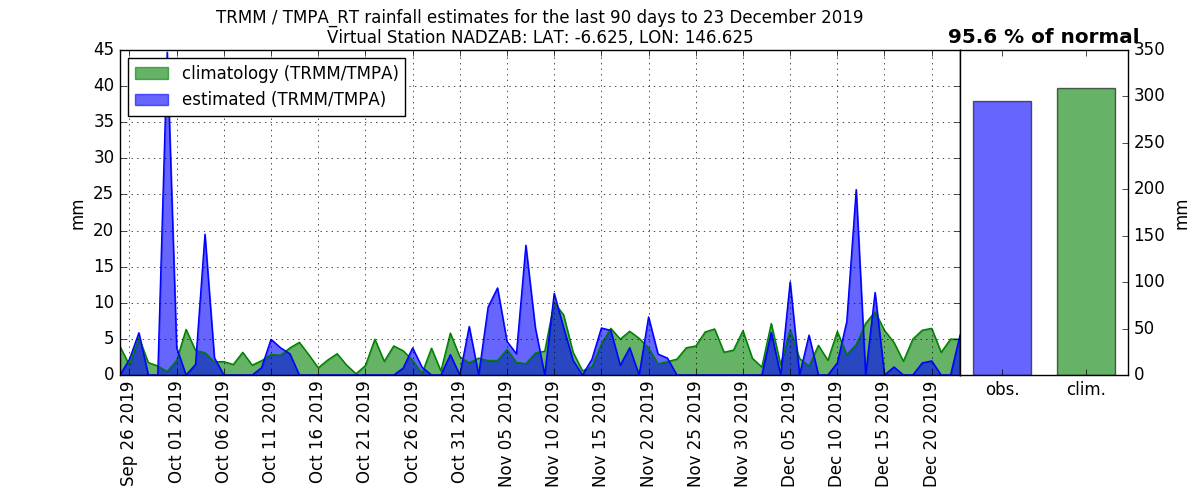 TRMM / TMPA_RT rainfall estimates for the last 90 days to 23 December 2019
Virtual Station NADZAB: LAT: -6.625, LON: 146.625
95.6 % of normal
climatology (TRMM/TMPA)
estimated (TRMM/TMPA)
mm
45
40
35
30
25
20
15
10
5
0
Sep 26 2019
Oct 01 2019
Oct 06 2019
Oct 11 2019
Oct 16 2019
Oct 21 2019
Oct 26 2019
Oct 31 2019
Nov 05 2019
Nov 10 2019
Nov 15 2019
Nov 20 2019
Nov 25 2019
Nov 30 2019
Dec 05 2019
Dec 10 2019
Dec 15 2019
Dec 20 2019
obs.
clim.
350
300
250
200
150
100
50
0
mm